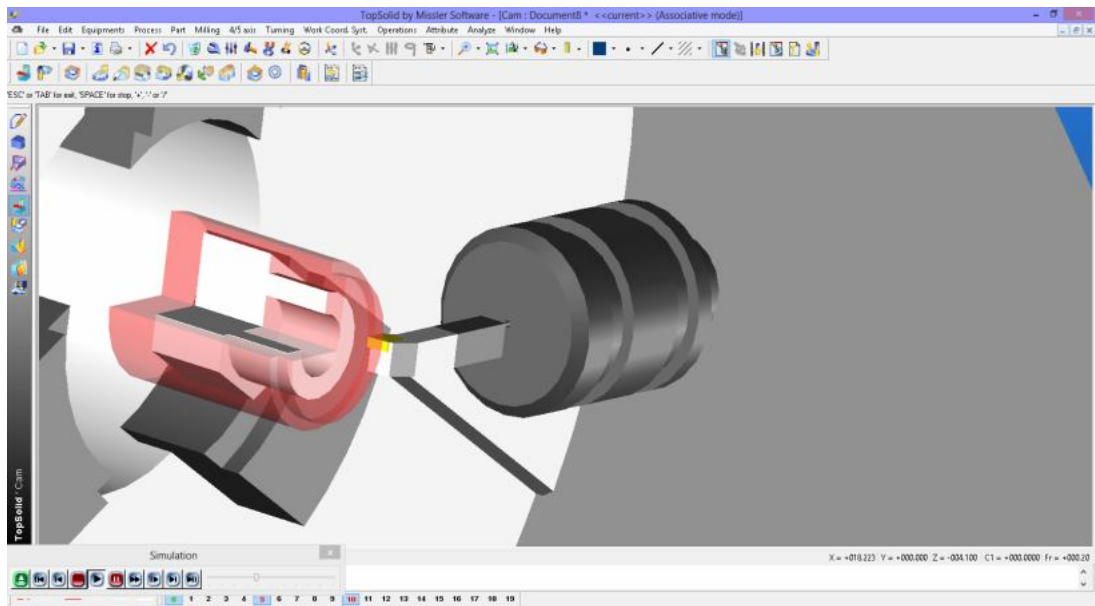 TopSolid by Missler Software - [Cam : Document8 * <<current>> (Associative mode)]
File Edit Equipments Process Part Milling 4/5 axis Turning Work Coord. Syst. Operations Attribute Analyze Window Help
'ESC' or 'TAB' for exit, 'SPACE' for stop, '+', '-' or '/'
TopSolid'Cam
Simulation
X = +018.223 Y = +000.000 Z = -004.100 C1 = +000.0000 Fr = +000.20
0 1 2 3 4 5 6 7 8 9 10 11 12 13 14 15 16 17 18 19